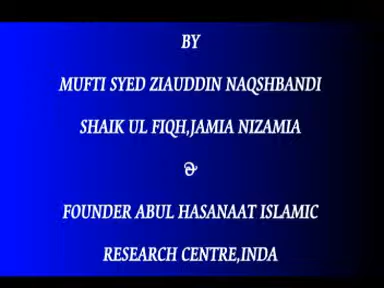 BY
MUFTI SYED ZIAUDDIN NAQSHBANDI
SHAIK UL FIQH,JAMIA NIZAMIA
&
FOUNDER ABUL HASANAAT ISLAMIC
RESEARCH CENTRE,INDA